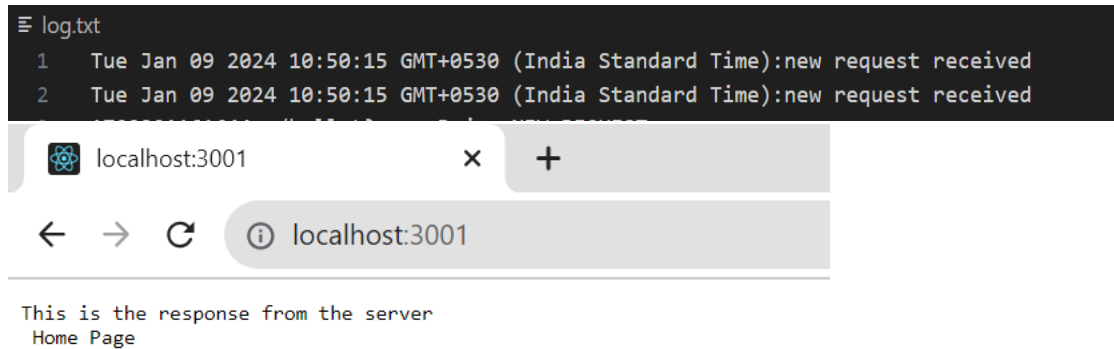 log.txt
1 Tue Jan 09 2024 10:50:15 GMT+0530 (India Standard Time):new request received
2 Tue Jan 09 2024 10:50:15 GMT+0530 (India Standard Time):new request received
localhost:3001
localhost:3001
This is the response from the server
Home Page